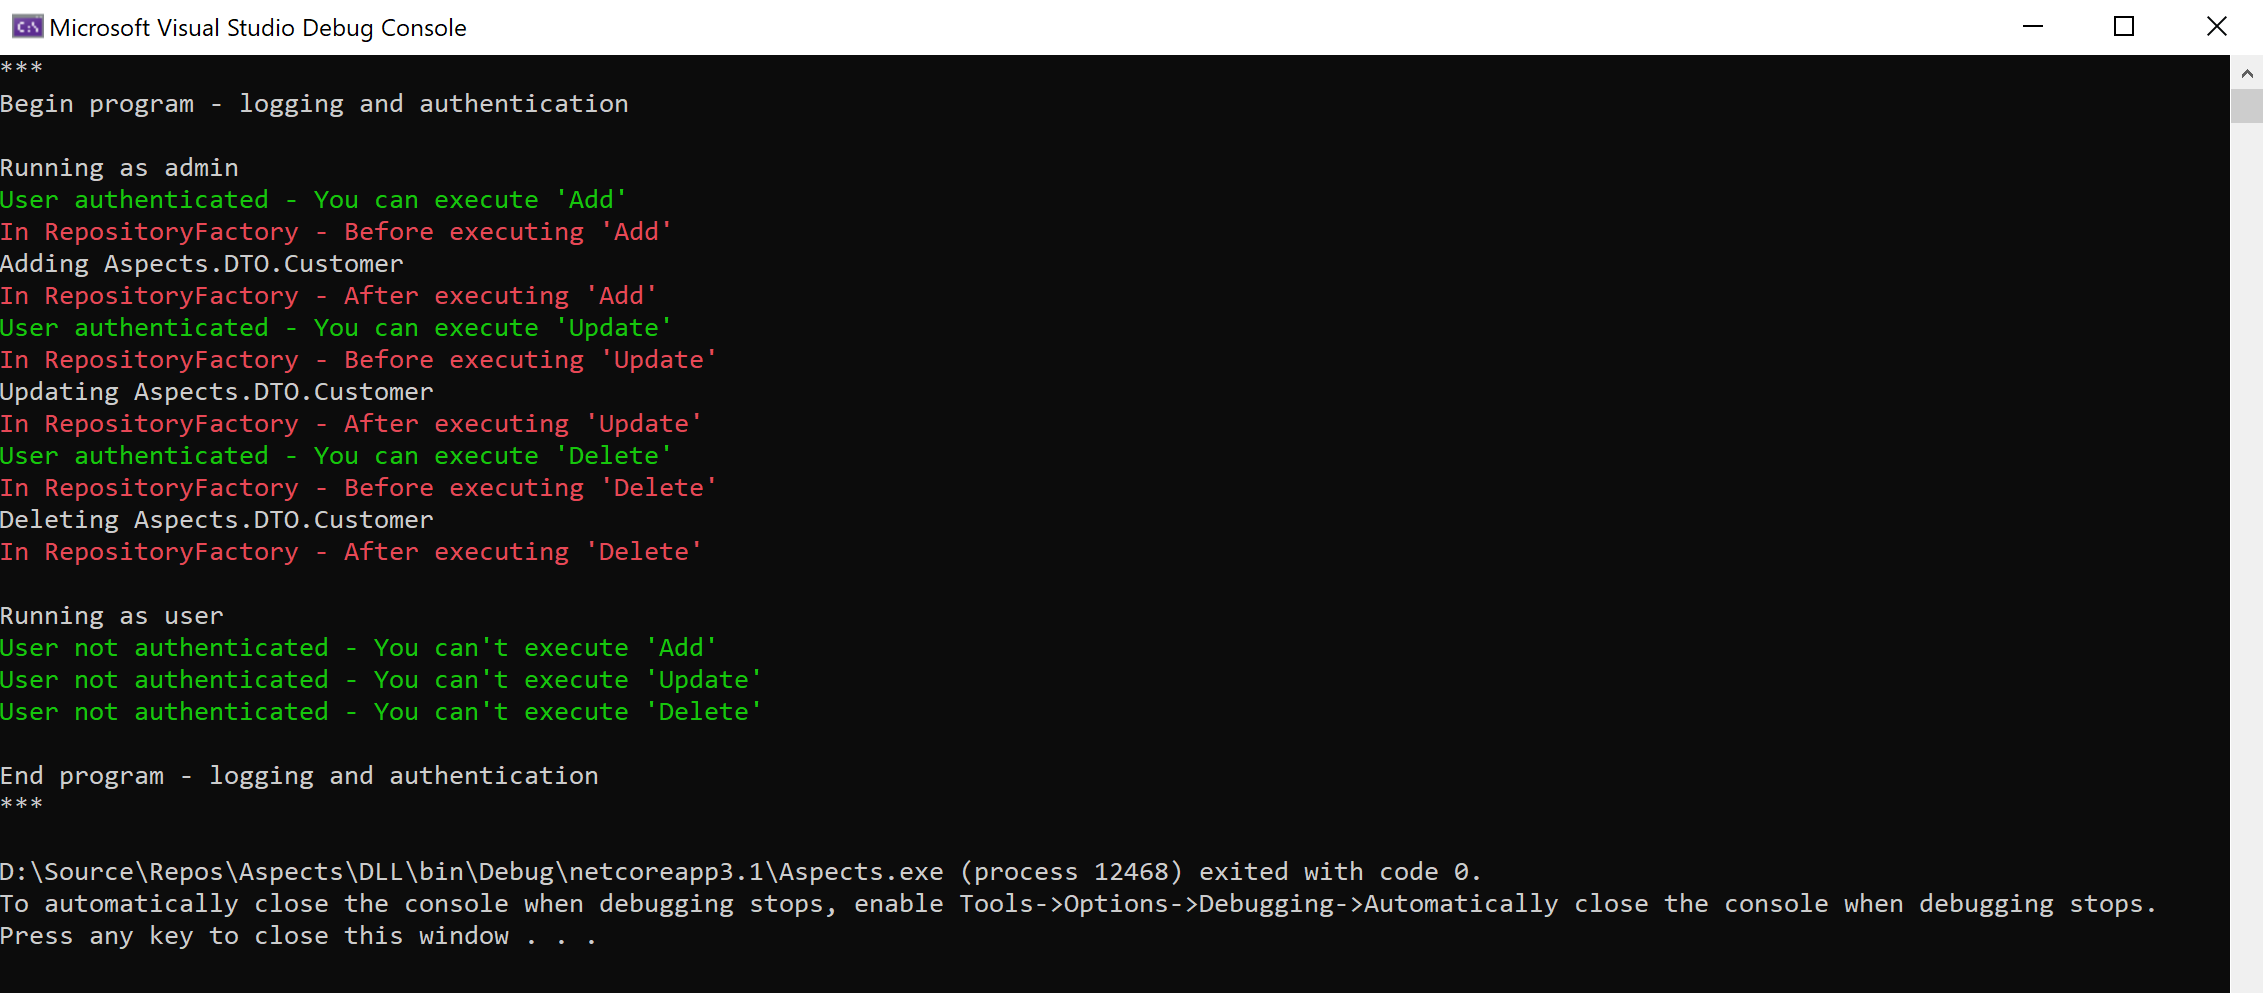 Microsoft Visual Studio Debug Console
***
Begin program - logging and authentication
Running as admin
User authenticated - You can execute 'Add'
In RepositoryFactory - Before executing 'Add'
Adding Aspects.DTO.Customer
In RepositoryFactory - After executing 'Add'
User authenticated - You can execute 'Update'
In RepositoryFactory - Before executing 'Update'
Updating Aspects.DTO.Customer
In RepositoryFactory - After executing 'Update'
User authenticated - You can execute 'Delete'
In RepositoryFactory - Before executing 'Delete'
Deleting Aspects.DTO.Customer
In RepositoryFactory - After executing 'Delete'
Running as user
User not authenticated - You can't execute 'Add'
User not authenticated - You can't execute 'Update'
User not authenticated - You can't execute 'Delete'
End program - logging and authentication
***
D:\Source\Repos\Aspects\DLL\bin\Debug\netcoreapp3.1\Aspects.exe (process 12468) exited with code 0.
To automatically close the console when debugging stops, enable Tools->Options->Debugging->Automatically close the console when debugging stops.
Press any key to close this window . . .